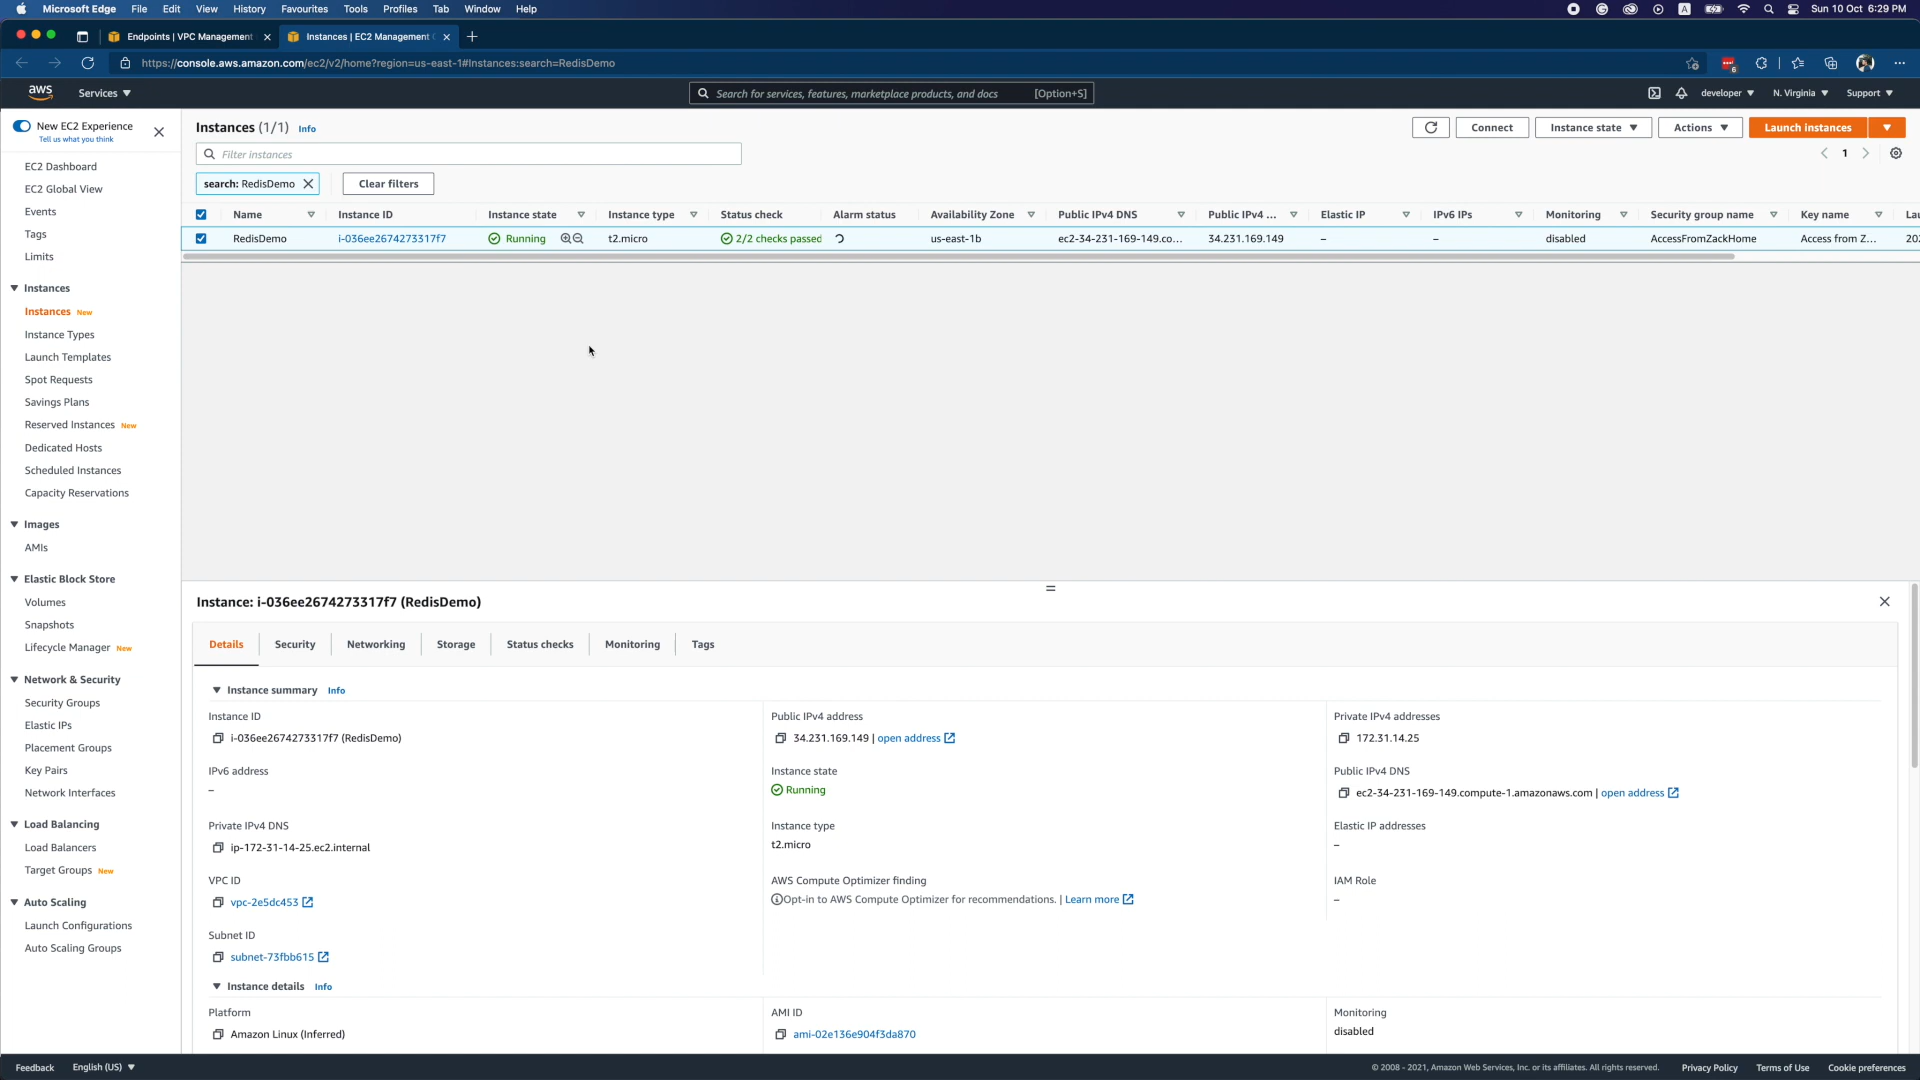 Microsoft Edge File Edit View History Favourites Tools Profiles Tab Window Help
A
Sun 10 Oct 6:29 PM
Endpoints | VPC Management
Instances | EC2 Management C
https://console.aws.amazon.com/ec2/v2/home?region=us-east-1#Instances:search=RedisDemo
6
aws
Services
Search for services, features, marketplace products, and docs
[Option+S]
developer
N. Virginia
Support
New EC2 Experience
Tell us what you think
EC2 Dashboard
EC2 Global View
Events
Tags
Limits
Instances
Instances New
Instance Types
Launch Templates
Spot Requests
Savings Plans
Reserved Instances New
Dedicated Hosts
Scheduled Instances
Capacity Reservations
Images
AMIs
Elastic Block Store
Volumes
Snapshots
Lifecycle Manager New
Network & Security
Security Groups
Elastic IPs
Placement Groups
Key Pairs
Network Interfaces
Load Balancing
Load Balancers
Target Groups New
Auto Scaling
Launch Configurations
Auto Scaling Groups
Instances (1/1) Info
Connect
Instance state
Actions
Launch instances
Filter instances
1
search: RedisDemo
Clear filters
Name Instance ID Instance state Instance type Status check Alarm status Availability Zone Public IPv4 DNS Public IPv4 ... Elastic IP IPv6 IPs Monitoring Security group name Key name Lau
RedisDemo i-036ee2674273317f7 Running t2.micro 2/2 checks passed us-east-1b ec2-34-231-169-149.co... 34.231.169.149 – – disabled AccessFromZackHome Access from Z... 202
Instance: i-036ee2674273317f7 (RedisDemo)
Details Security Networking Storage Status checks Monitoring Tags
Instance summary Info
Instance ID
i-036ee2674273317f7 (RedisDemo)
Public IPv4 address
34.231.169.149 | open address
Private IPv4 addresses
172.31.14.25
IPv6 address
–
Instance state
Running
Public IPv4 DNS
ec2-34-231-169-149.compute-1.amazonaws.com | open address
Private IPv4 DNS
ip-172-31-14-25.ec2.internal
Instance type
t2.micro
Elastic IP addresses
–
VPC ID
vpc-2e5dc453
AWS Compute Optimizer finding
Opt-in to AWS Compute Optimizer for recommendations. | Learn more
IAM Role
–
Subnet ID
subnet-73fbb615
Instance details Info
Platform
Amazon Linux (Inferred)
AMI ID
ami-02e136e904f3da870
Monitoring
disabled
Feedback
English (US)
© 2008 - 2021, Amazon Web Services, Inc. or its affiliates. All rights reserved.
Privacy Policy
Terms of Use
Cookie preferences